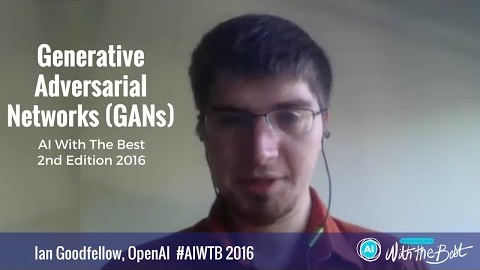 Generative
Adversarial
Networks (GANs)
AI With The Best
2nd Edition 2016
Ian Goodfellow, OpenAI #AIWTB 2016
AI
With the Best